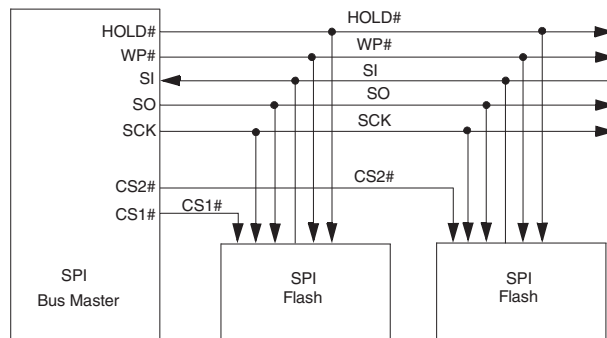 HOLD# HOLD#
WP# WP#
SI SI
SO SO
SCK SCK
CS2# CS2#
CS1# CS1#
SPI
Bus Master
SPI
Flash
SPI
Flash